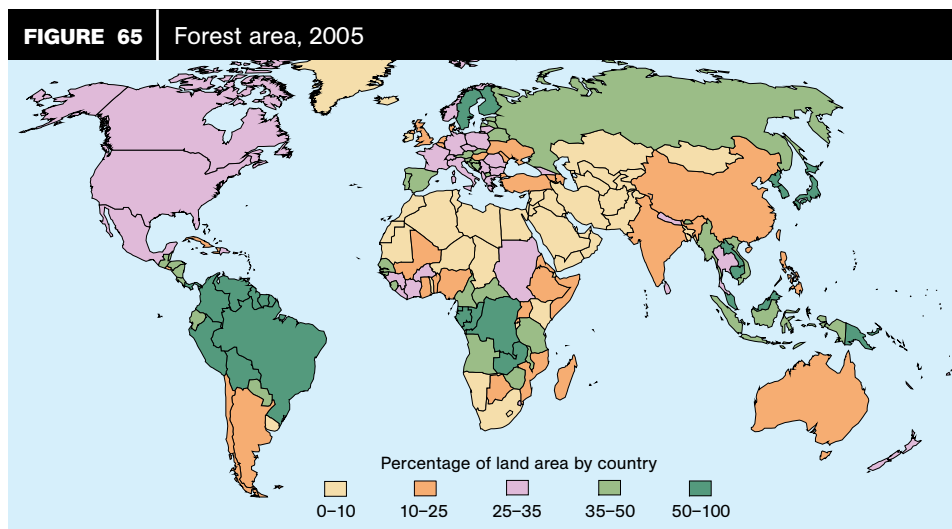 FIGURE 65 Forest area, 2005
Percentage of land area by country
0–10 10–25 25–35 35–50 50–100